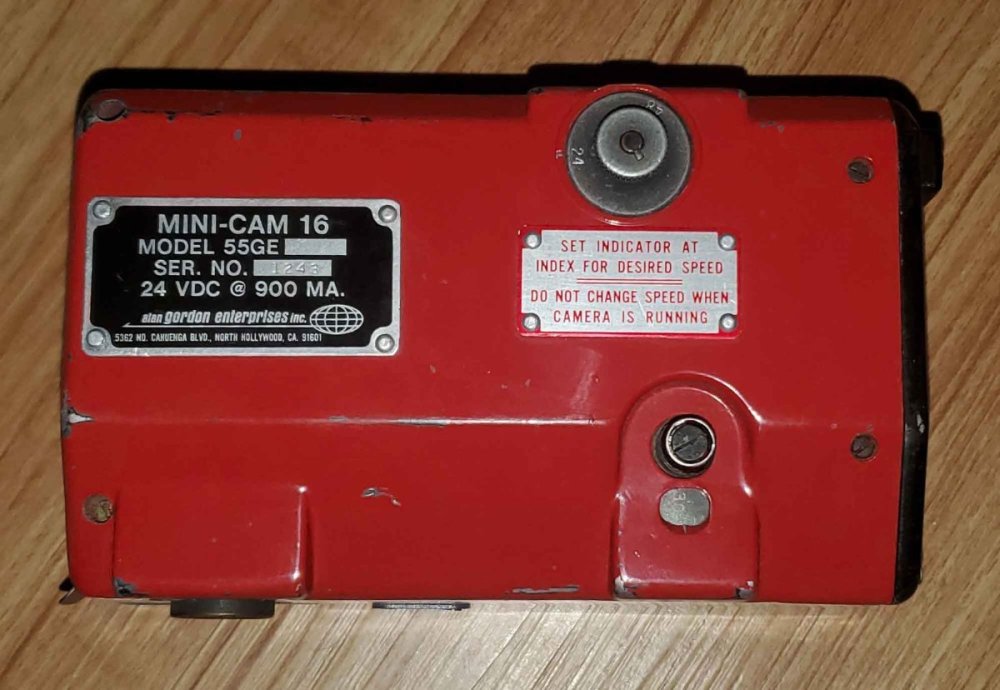 MINI-CAM 16
MODEL 55GE
SER. NO. 1243
24 VDC @ 900 MA.
alan gordon enterprises inc.
5362 NO. CAHUENGA BLVD., NORTH HOLLYWOOD, CA. 91601
24
SET INDICATOR AT
INDEX FOR DESIRED SPEED
DO NOT CHANGE SPEED WHEN
CAMERA IS RUNNING